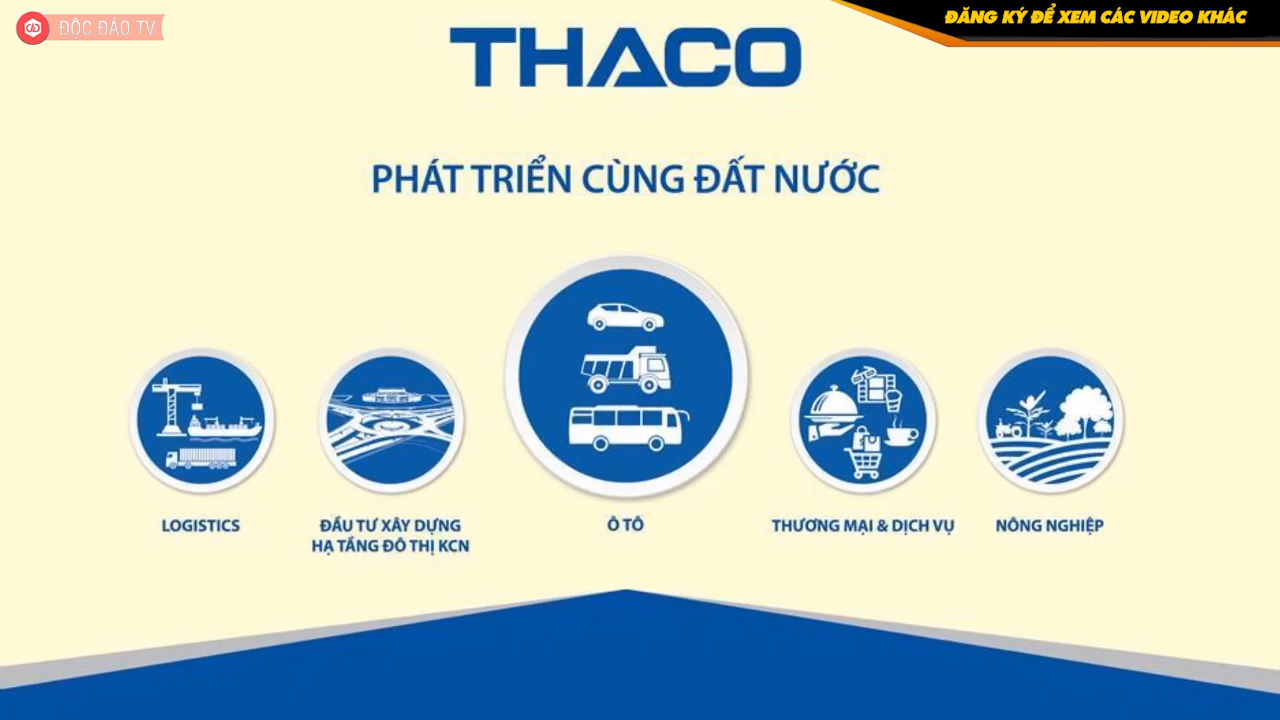 ĐỘC ĐÁO TV
ĐĂNG KÝ ĐỂ XEM CÁC VIDEO KHÁC
THACO
PHÁT TRIỂN CÙNG ĐẤT NƯỚC
LOGISTICS
ĐẦU TƯ XÂY DỰNG
HẠ TẦNG ĐÔ THỊ KCN
Ô TÔ
THƯƠNG MẠI & DỊCH VỤ
NÔNG NGHIỆP